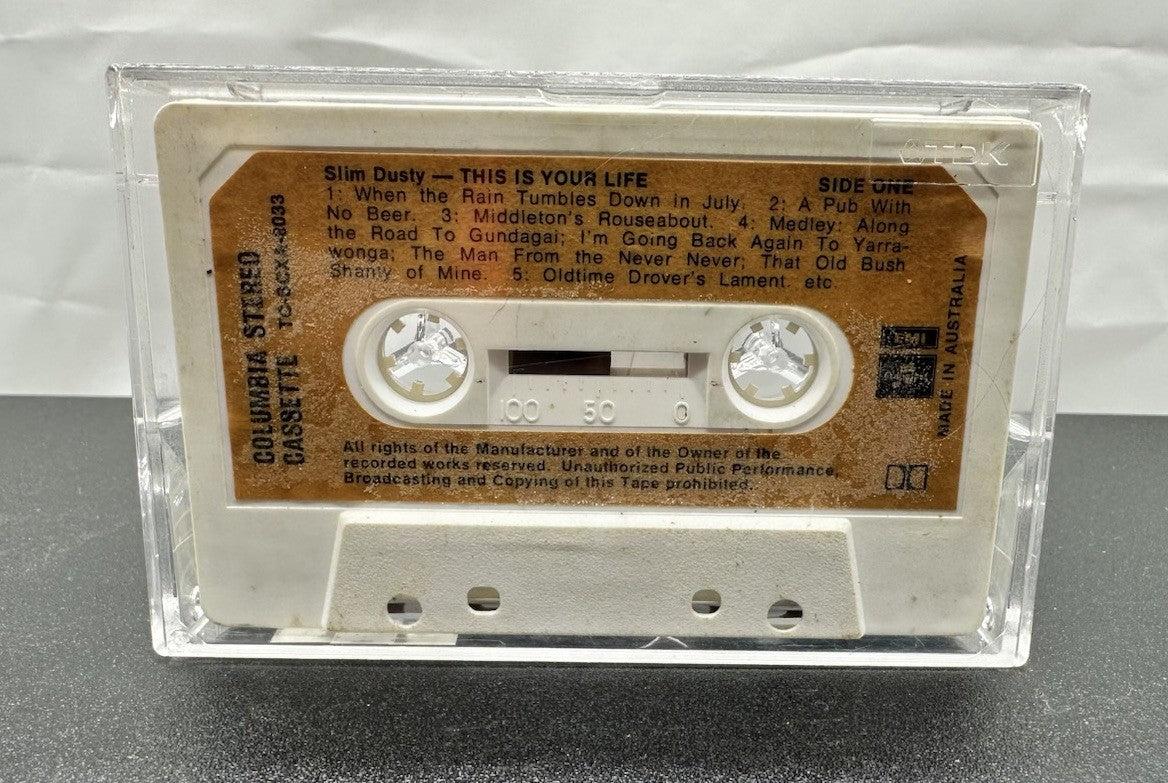 TDK
Slim Dusty — THIS IS YOUR LIFE SIDE ONE
1: When the Rain Tumbles Down in July. 2: A Pub With
No Beer. 3: Middleton's Rouseabout. 4: Medley: Along
the Road To Gundagai; I'm Going Back Again To Yarra-
wonga; The Man From the Never Never; That Old Bush
Shanty of Mine. 5: Oldtime Drover's Lament. etc.
COLUMBIA STEREO
CASSETTE TC-SCXA-8033
EMI
MADE IN AUSTRALIA
100 50 0
All rights of the Manufacturer and of the Owner of the
recorded works reserved. Unauthorized Public Performance,
Broadcasting and Copying of this Tape prohibited.